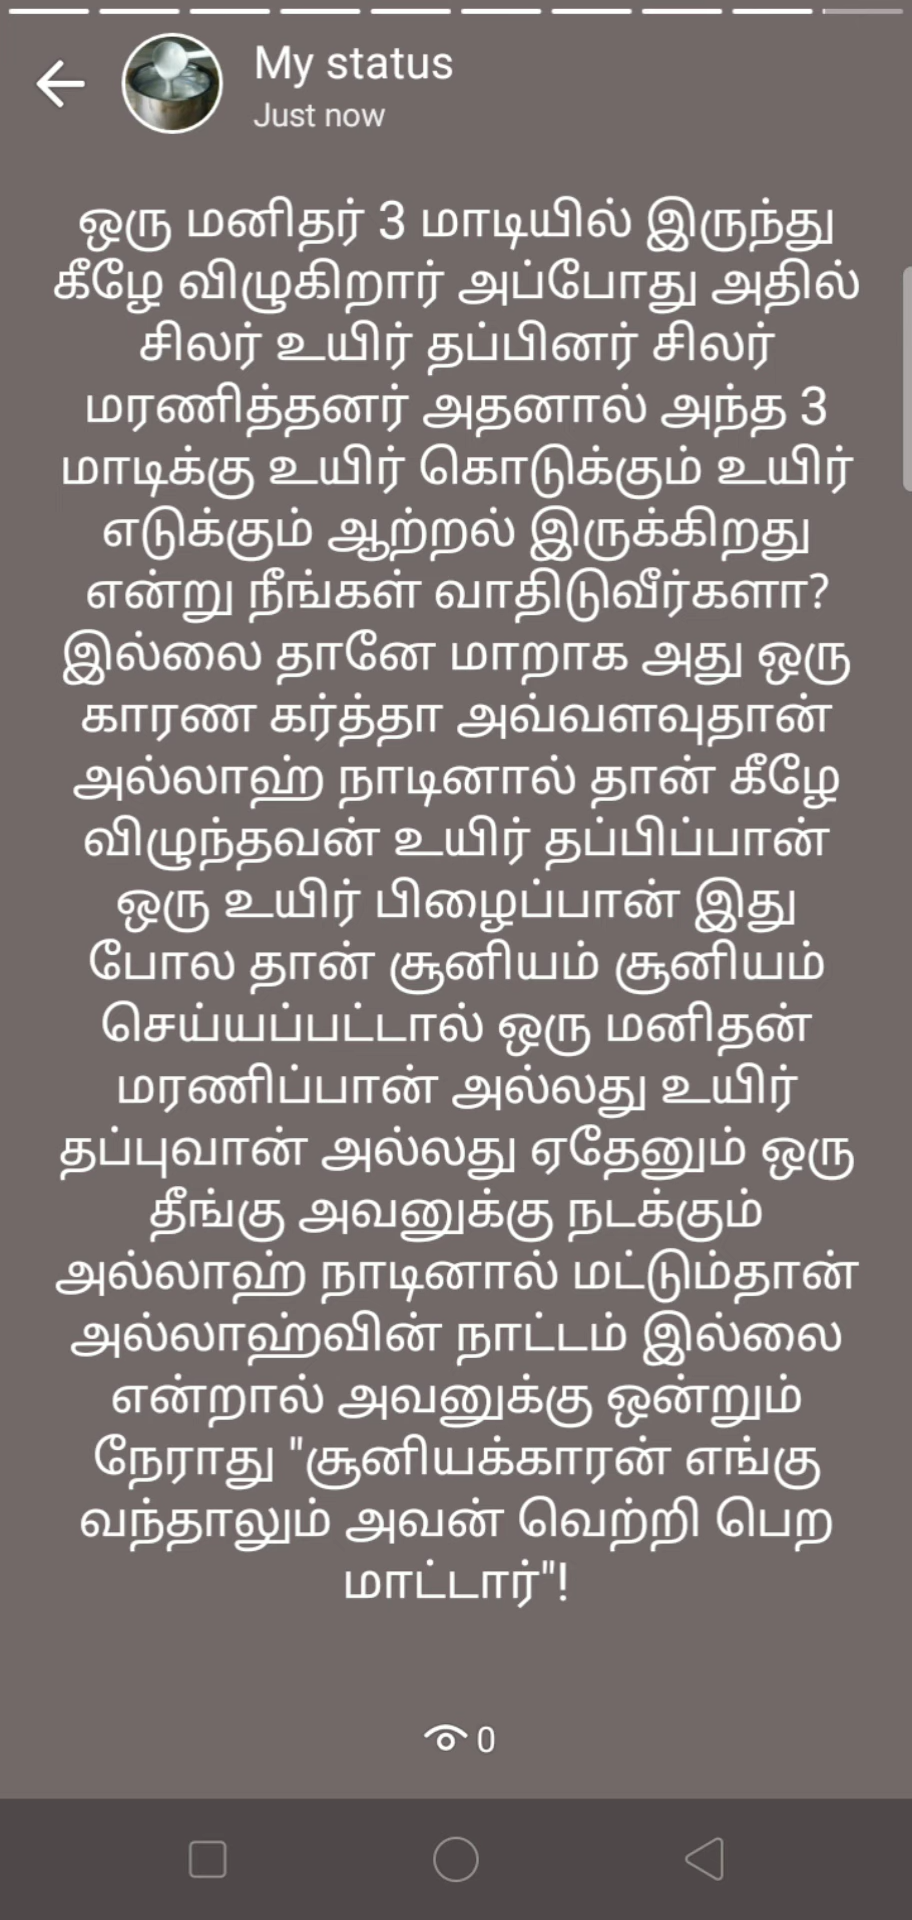 My status
Just now
ஒரு மனிதர் 3 மாடியில் இருந்து
கீழே விழுகிறார் அப்போது அதில்
சிலர் உயிர் தப்பினர் சிலர்
மரணித்தனர் அதனால் அந்த 3
மாடிக்கு உயிர் கொடுக்கும் உயிர்
எடுக்கும் ஆற்றல் இருக்கிறது
என்று நீங்கள் வாதிடுவீர்களா?
இல்லை தானே மாறாக அது ஒரு
காரண கர்த்தா அவ்வளவுதான்
அல்லாஹ் நாடினால் தான் கீழே
விழுந்தவன் உயிர் தப்பிப்பான்
ஒரு உயிர் பிழைப்பான் இது
போல தான் சூனியம் சூனியம்
செய்யப்பட்டால் ஒரு மனிதன்
மரணிப்பான் அல்லது உயிர்
தப்புவான் அல்லது ஏதேனும் ஒரு
தீங்கு அவனுக்கு நடக்கும்
அல்லாஹ் நாடினால் மட்டும்தான்
அல்லாஹ்வின் நாட்டம் இல்லை
என்றால் அவனுக்கு ஒன்றும்
நேராது "சூனியக்காரன் எங்கு
வந்தாலும் அவன் வெற்றி பெற
மாட்டார்"!
0